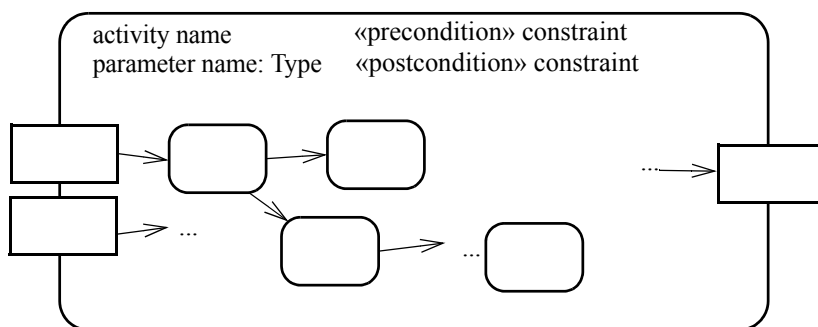 activity name «precondition» constraint
parameter name: Type «postcondition» constraint
...
...
...